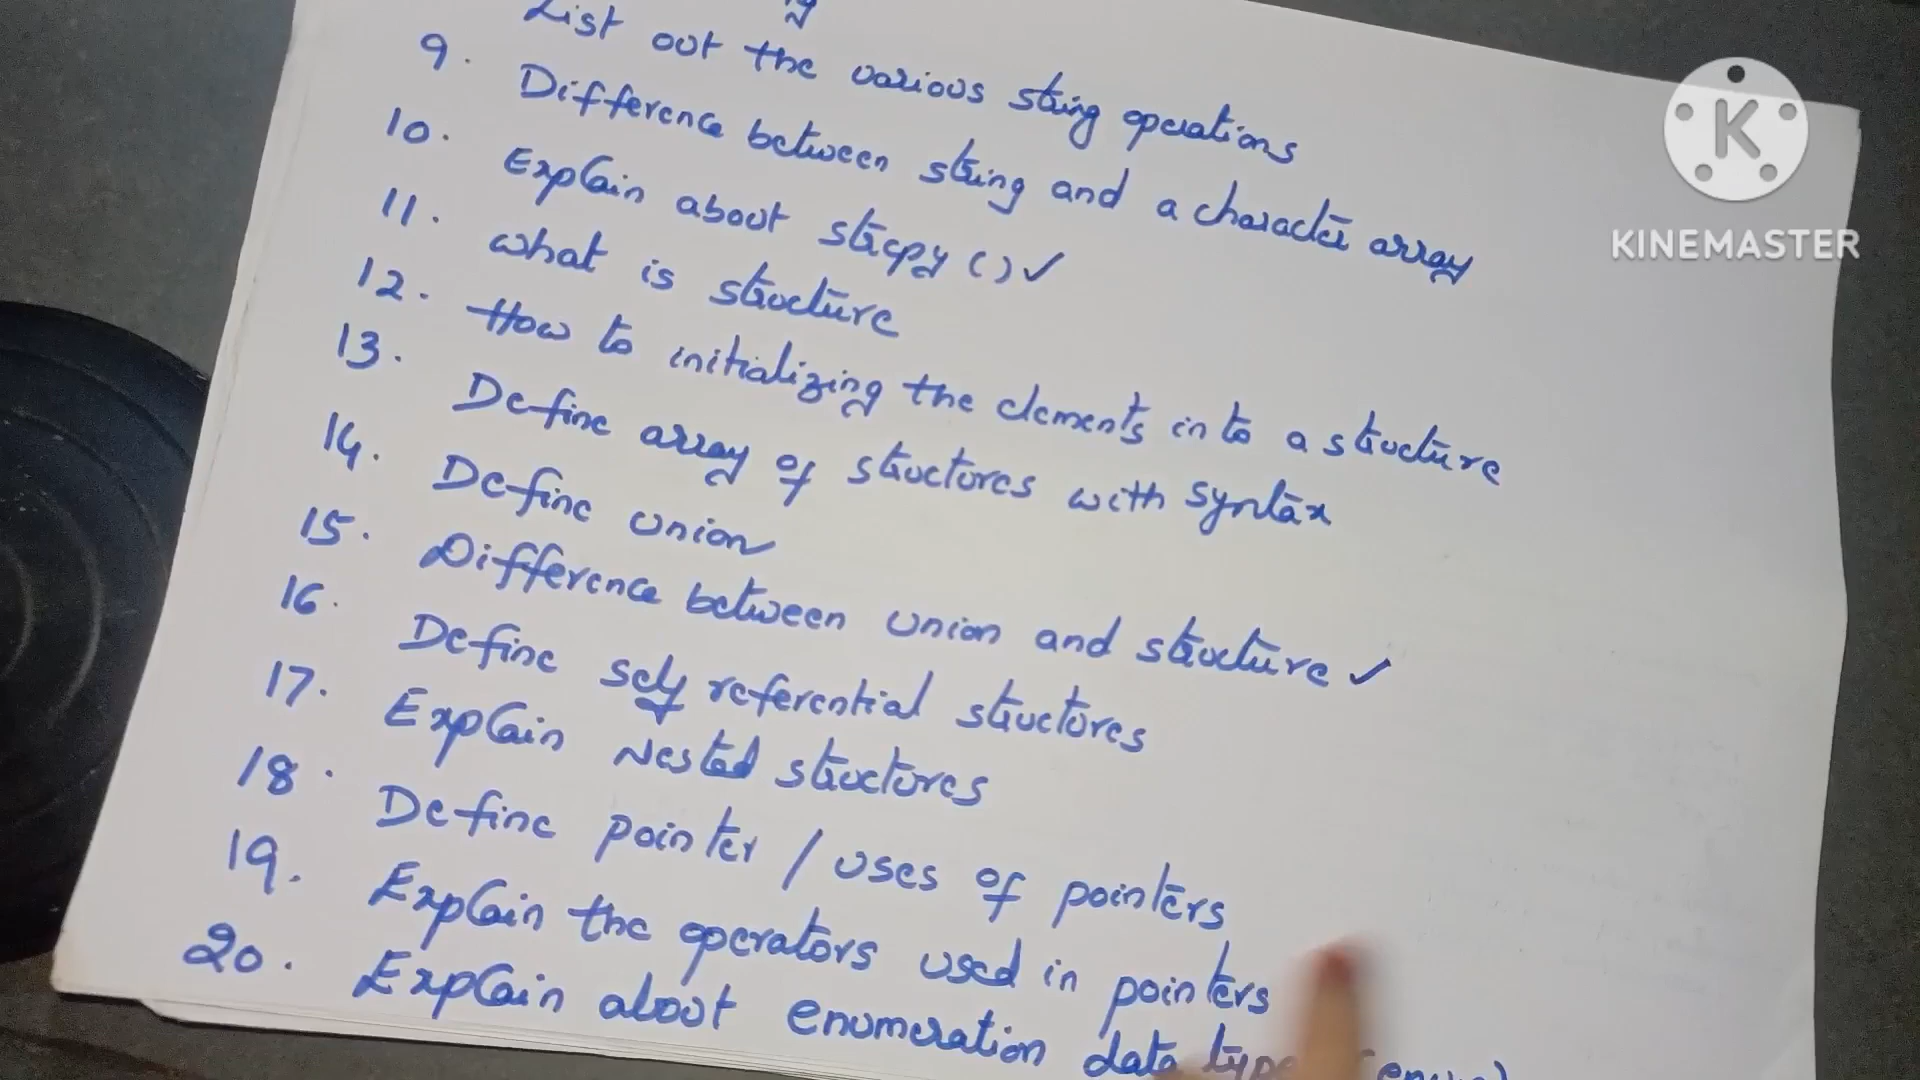 List out the various string operations
9. Difference between string and a character array
10. Explain about strcpy () ✓
11. what is structure
12. How to initializing the elements in to a structure
13. Define array of structures with syntax
14. Define union
15. Difference between union and structure ✓
16. Define self referential structures
17. Explain Nested structures
18. Define pointer / uses of pointers
19. Explain the operators used in pointers
20. Explain about enumeration data type
KINEMASTER